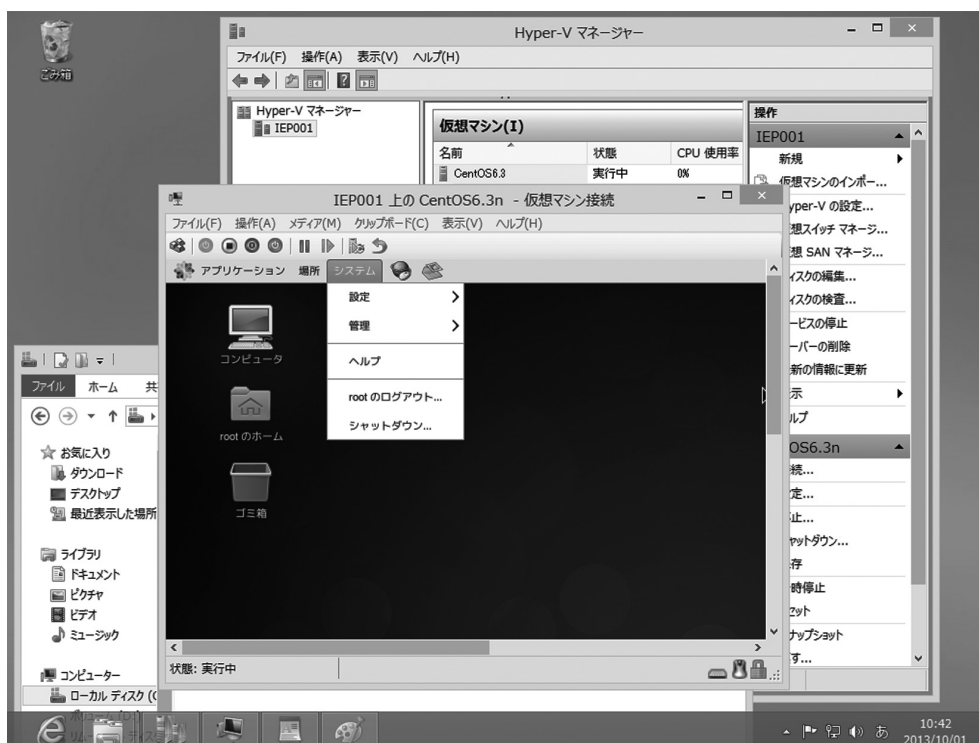 ごみ箱
Hyper-V マネージャー
ファイル(F) 操作(A) 表示(V) ヘルプ(H)
Hyper-V マネージャー
IEP001
仮想マシン(I)
名前 状態 CPU 使用率
CentOS6.3 実行中 0%
操作
IEP001
新規
仮想マシンのインポー...
yper-V の設定...
想スイッチ マネージ...
想 SAN マネージ...
ィスクの編集...
ィスクの検査...
ービスの停止
ーバーの削除
新の情報に更新
示
ルプ
OS6.3n
続...
定...
止...
ャットダウン...
存
時停止
セット
ナップショット
す...
IEP001 上の CentOS6.3n - 仮想マシン接続
ファイル(F) 操作(A) メディア(M) クリップボード(C) 表示(V) ヘルプ(H)
アプリケーション 場所 システム
設定
管理
ヘルプ
root のログアウト...
シャットダウン...
コンピュータ
root のホーム
ゴミ箱
状態: 実行中
ファイル ホーム 共
お気に入り
ダウンロード
デスクトップ
最近表示した場所
ライブラリ
ドキュメント
ピクチャ
ビデオ
ミュージック
コンピューター
ローカル ディスク (C
あ
10:42
2013/10/01